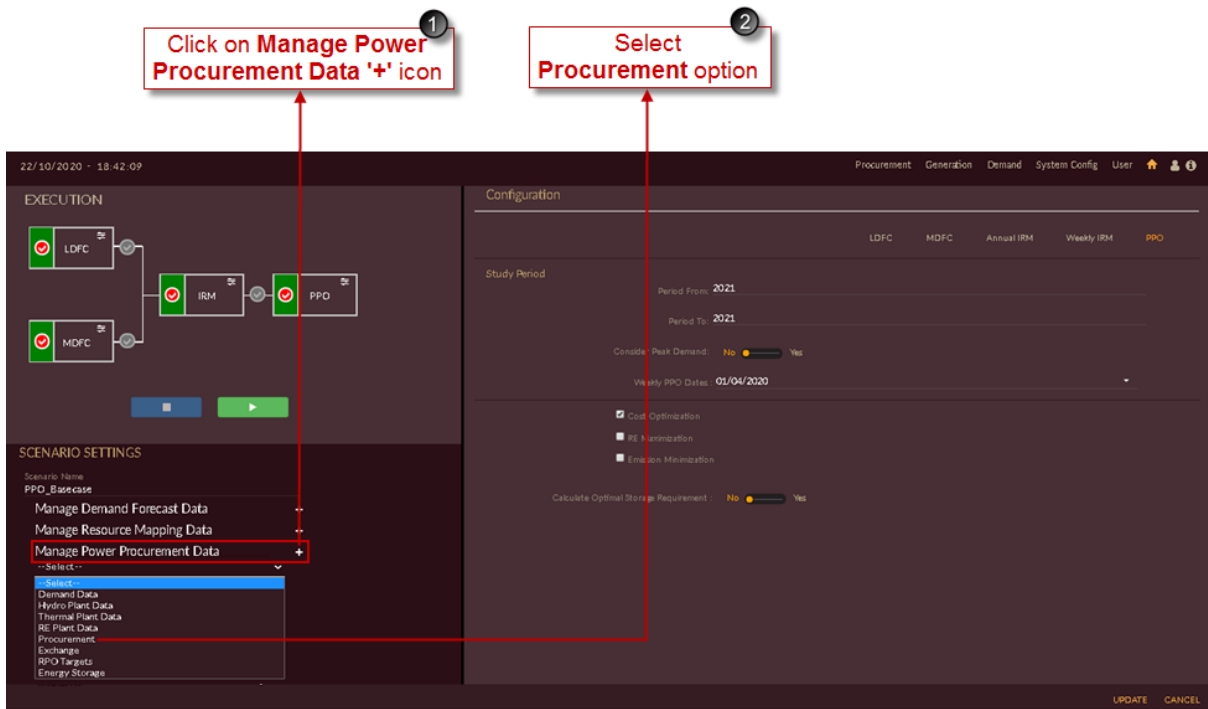 1
Click on Manage Power
Procurement Data '+' icon
2
Select
Procurement option
22/10/2020 - 18:42:09
Procurement Generation Demand System Config User
EXECUTION
LDFC
IRM
PPO
MDFC
SCENARIO SETTINGS
Scenario Name
PPO_Basecase
Manage Demand Forecast Data +
Manage Resource Mapping Data +
Manage Power Procurement Data +
--Select--
--Select--
Demand Data
Hydro Plant Data
Thermal Plant Data
RE Plant Data
Procurement
Exchange
RPO Targets
Energy Storage
Configuration
LDFC MDFC Annual IRM Weekly IRM PPO
Study Period
Period From: 2021
Period To: 2021
Consider Peak Demand: No Yes
Weekly PPO Dates : 01/04/2020
Cost Optimization
RE Maximization
Emission Minimization
Calculate Optimal Storage Requirement : No Yes
UPDATE CANCEL